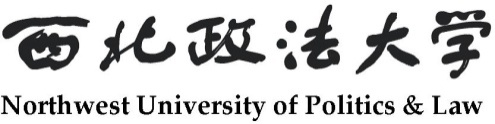 西北政法大学
Northwest University of Politics & Law